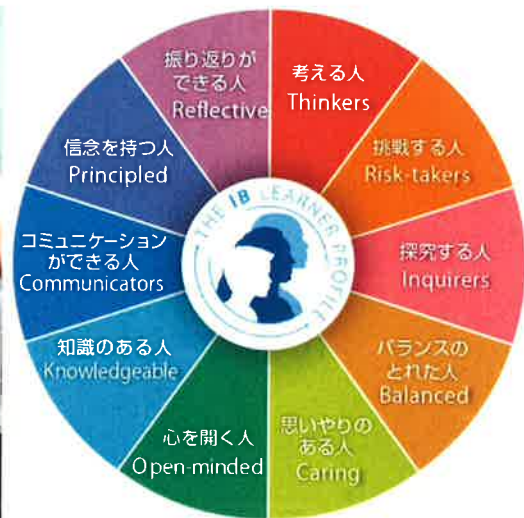 考える人
Thinkers
挑戦する人
Risk-takers
探究する人
Inquirers
バランスの
とれた人
Balanced
思いやりの
ある人
Caring
心を開く人
Open-minded
知識のある人
Knowledgeable
コミュニケーション
ができる人
Communicators
信念を持つ人
Principled
振り返りが
できる人
Reflective
THE IB LEARNER PROFILE